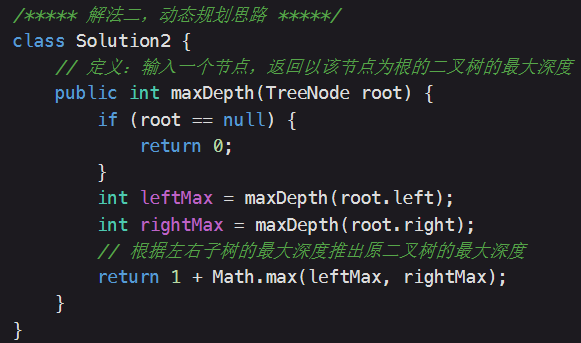 /***** 解法二，动态规划思路 *****/
class Solution2 {
    // 定义：输入一个节点，返回以该节点为根的二叉树的最大深度
    public int maxDepth(TreeNode root) {
        if (root == null) {
            return 0;
        }
        int leftMax = maxDepth(root.left);
        int rightMax = maxDepth(root.right);
        // 根据左右子树的最大深度推出原二叉树的最大深度
        return 1 + Math.max(leftMax, rightMax);
    }
}